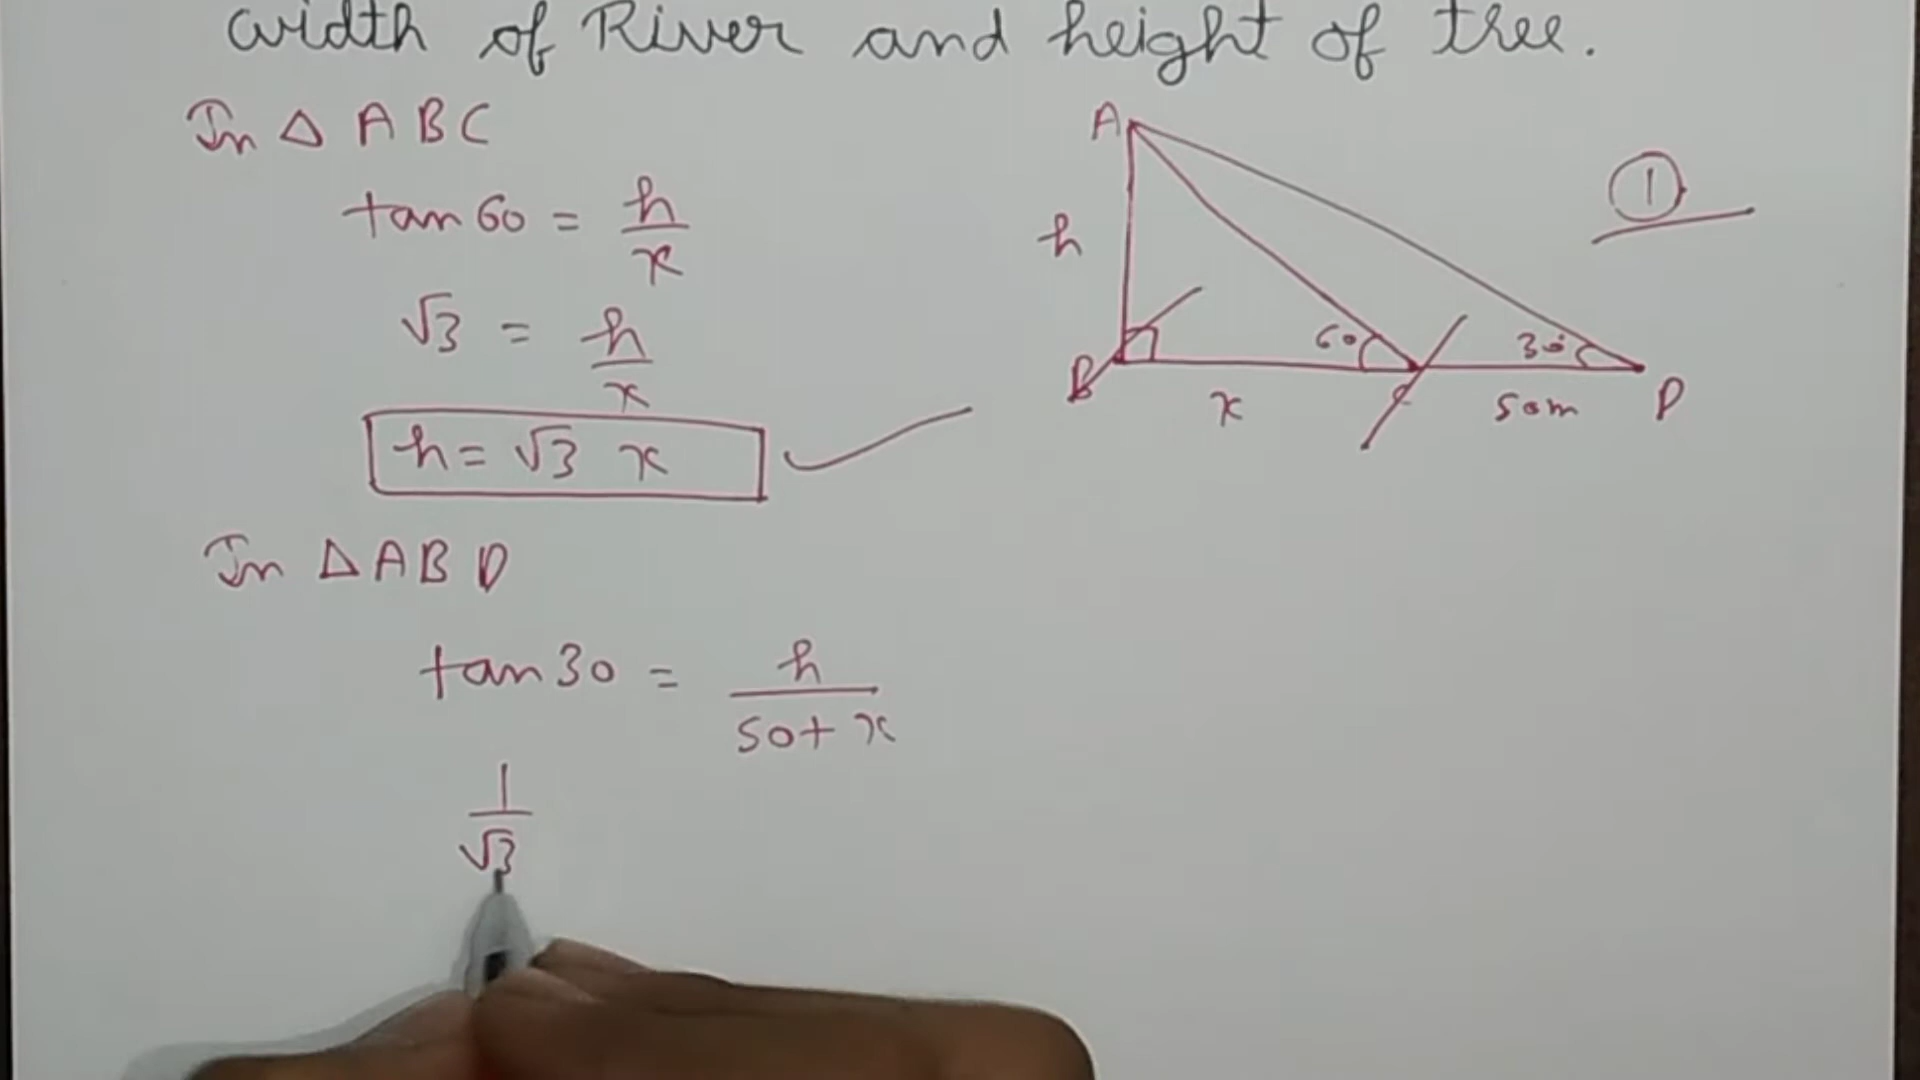 width of River and height of tree.
In △ ABC
tan 60 = h/x
√3 = h/x
h = √3 x
In △ ABD
tan 30 = h/50+x
1/√3
A
h
B
x
60
C
30°
50m
D
1